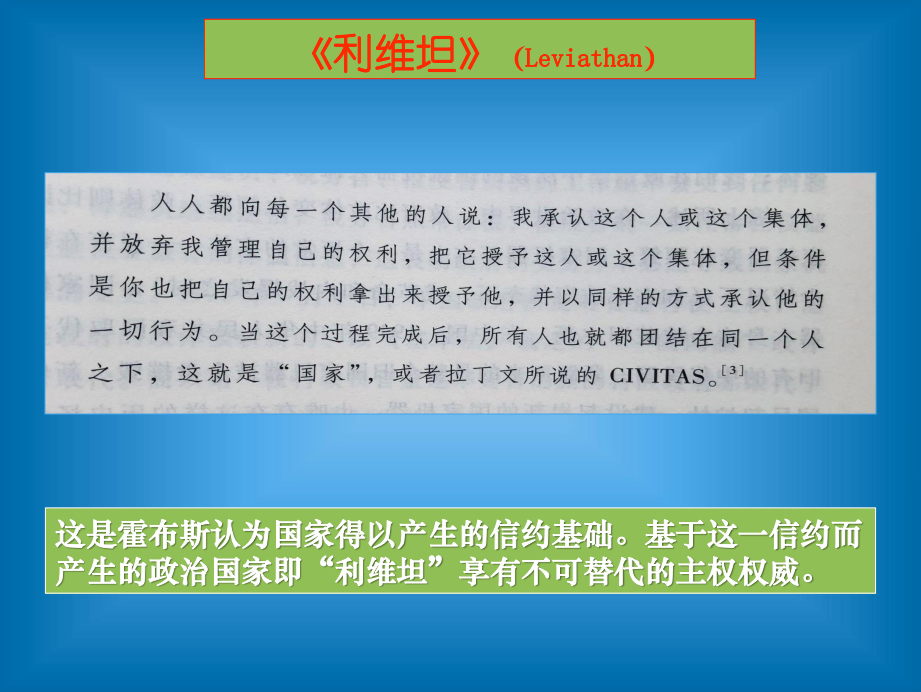 《利维坦》（Leviathan）
人人都向每一个其他的人说：我承认这个人或这个集体，
并放弃我管理自己的权利，把它授予这人或这个集体，但条件
是你也把自己的权利拿出来授予他，并以同样的方式承认他的
一切行为。当这个过程完成后，所有人也就都团结在同一个人
之下，这就是“国家”，或者拉丁文所说的 CIVITAS。[3]
这是霍布斯认为国家得以产生的信约基础。基于这一信约而
产生的政治国家即“利维坦”享有不可替代的主权权威。